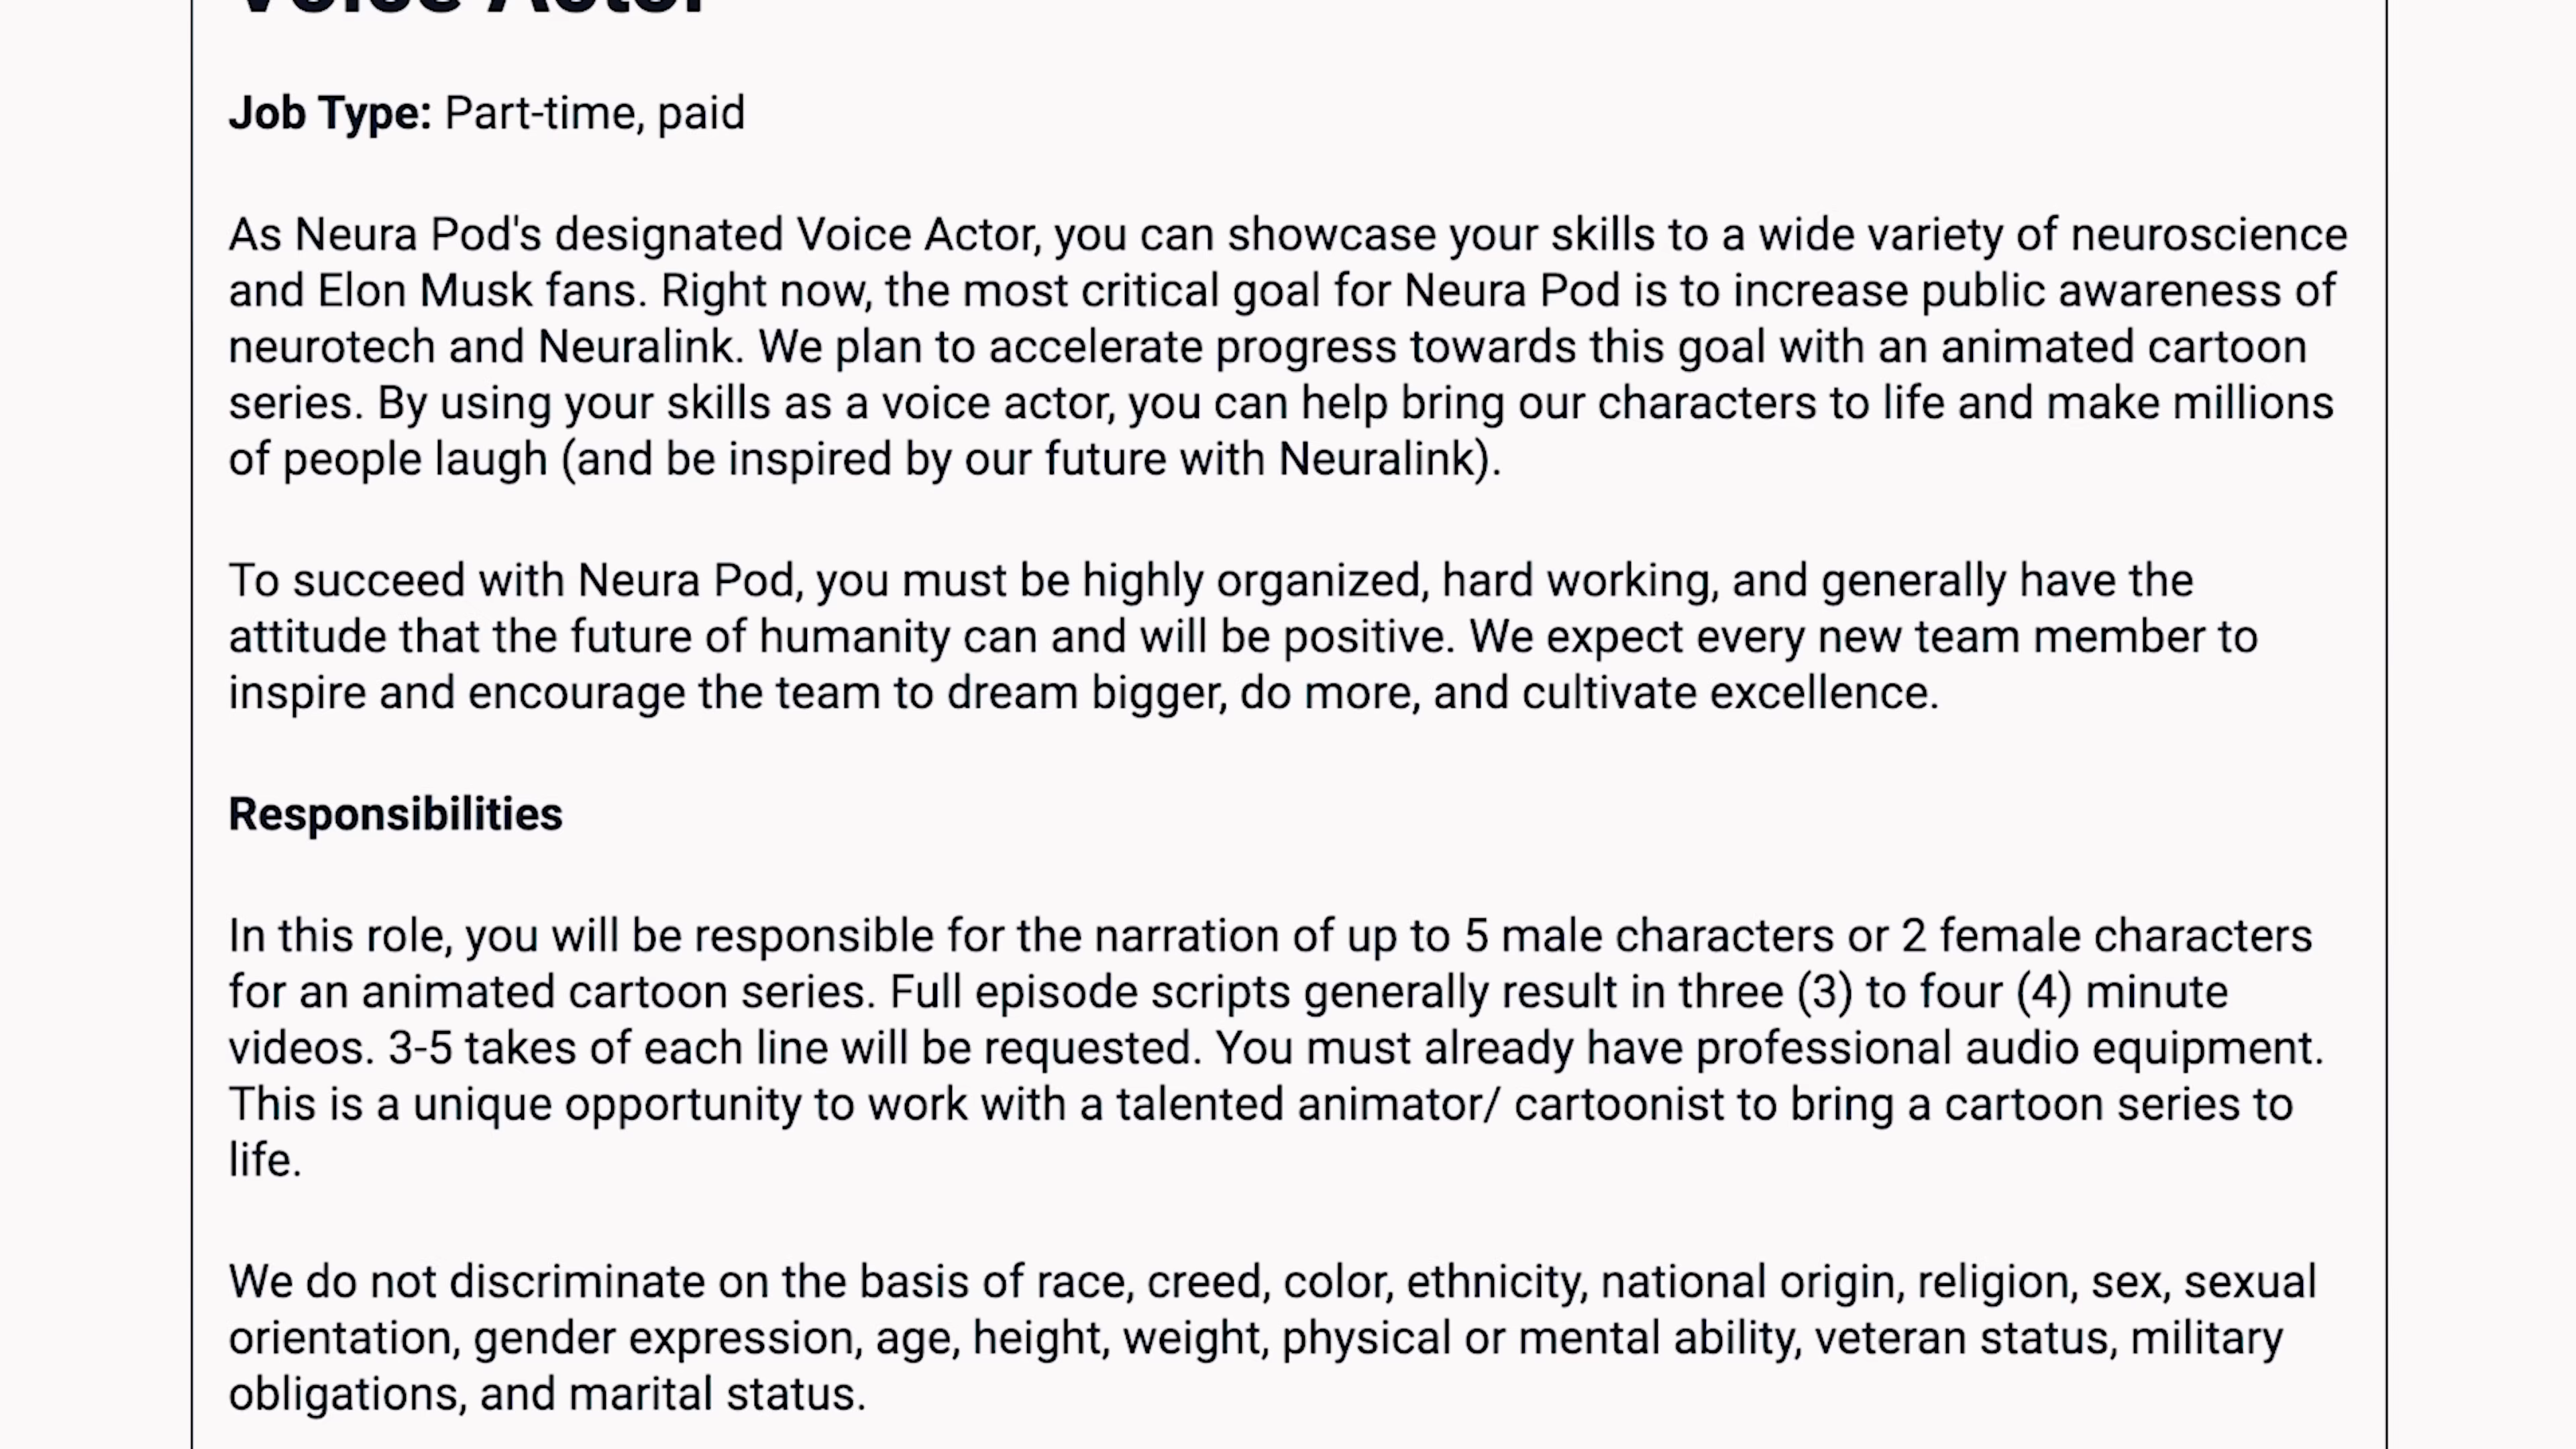 Voice Actor
Job Type: Part-time, paid
As Neura Pod's designated Voice Actor, you can showcase your skills to a wide variety of neuroscience
and Elon Musk fans. Right now, the most critical goal for Neura Pod is to increase public awareness of
neurotech and Neuralink. We plan to accelerate progress towards this goal with an animated cartoon
series. By using your skills as a voice actor, you can help bring our characters to life and make millions
of people laugh (and be inspired by our future with Neuralink).
To succeed with Neura Pod, you must be highly organized, hard working, and generally have the
attitude that the future of humanity can and will be positive. We expect every new team member to
inspire and encourage the team to dream bigger, do more, and cultivate excellence.
Responsibilities
In this role, you will be responsible for the narration of up to 5 male characters or 2 female characters
for an animated cartoon series. Full episode scripts generally result in three (3) to four (4) minute
videos. 3-5 takes of each line will be requested. You must already have professional audio equipment.
This is a unique opportunity to work with a talented animator/ cartoonist to bring a cartoon series to
life.
We do not discriminate on the basis of race, creed, color, ethnicity, national origin, religion, sex, sexual
orientation, gender expression, age, height, weight, physical or mental ability, veteran status, military
obligations, and marital status.